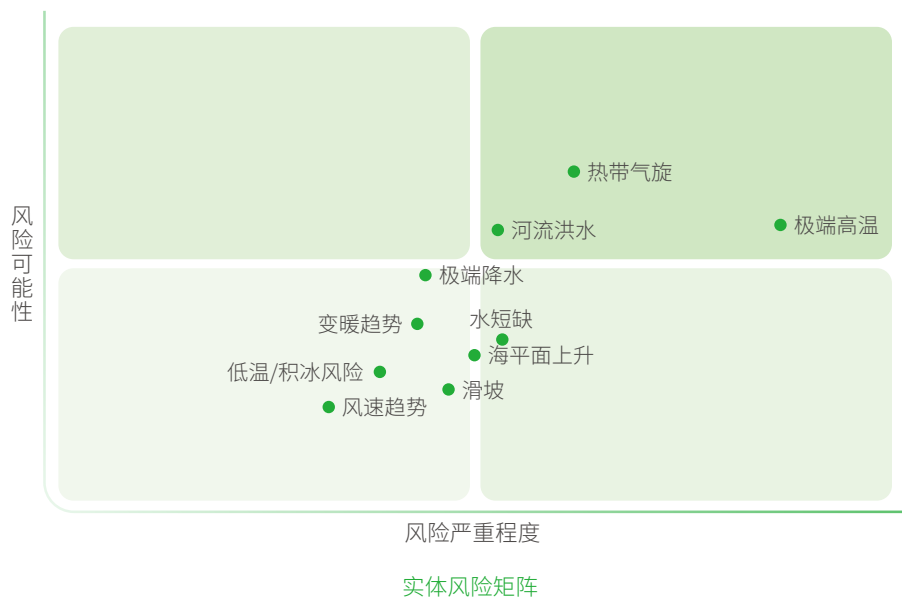 热带气旋
极端高温
河流洪水
极端降水
水短缺
变暖趋势
海平面上升
低温/积冰风险
滑坡
风速趋势
风险可能性
风险严重程度
实体风险矩阵